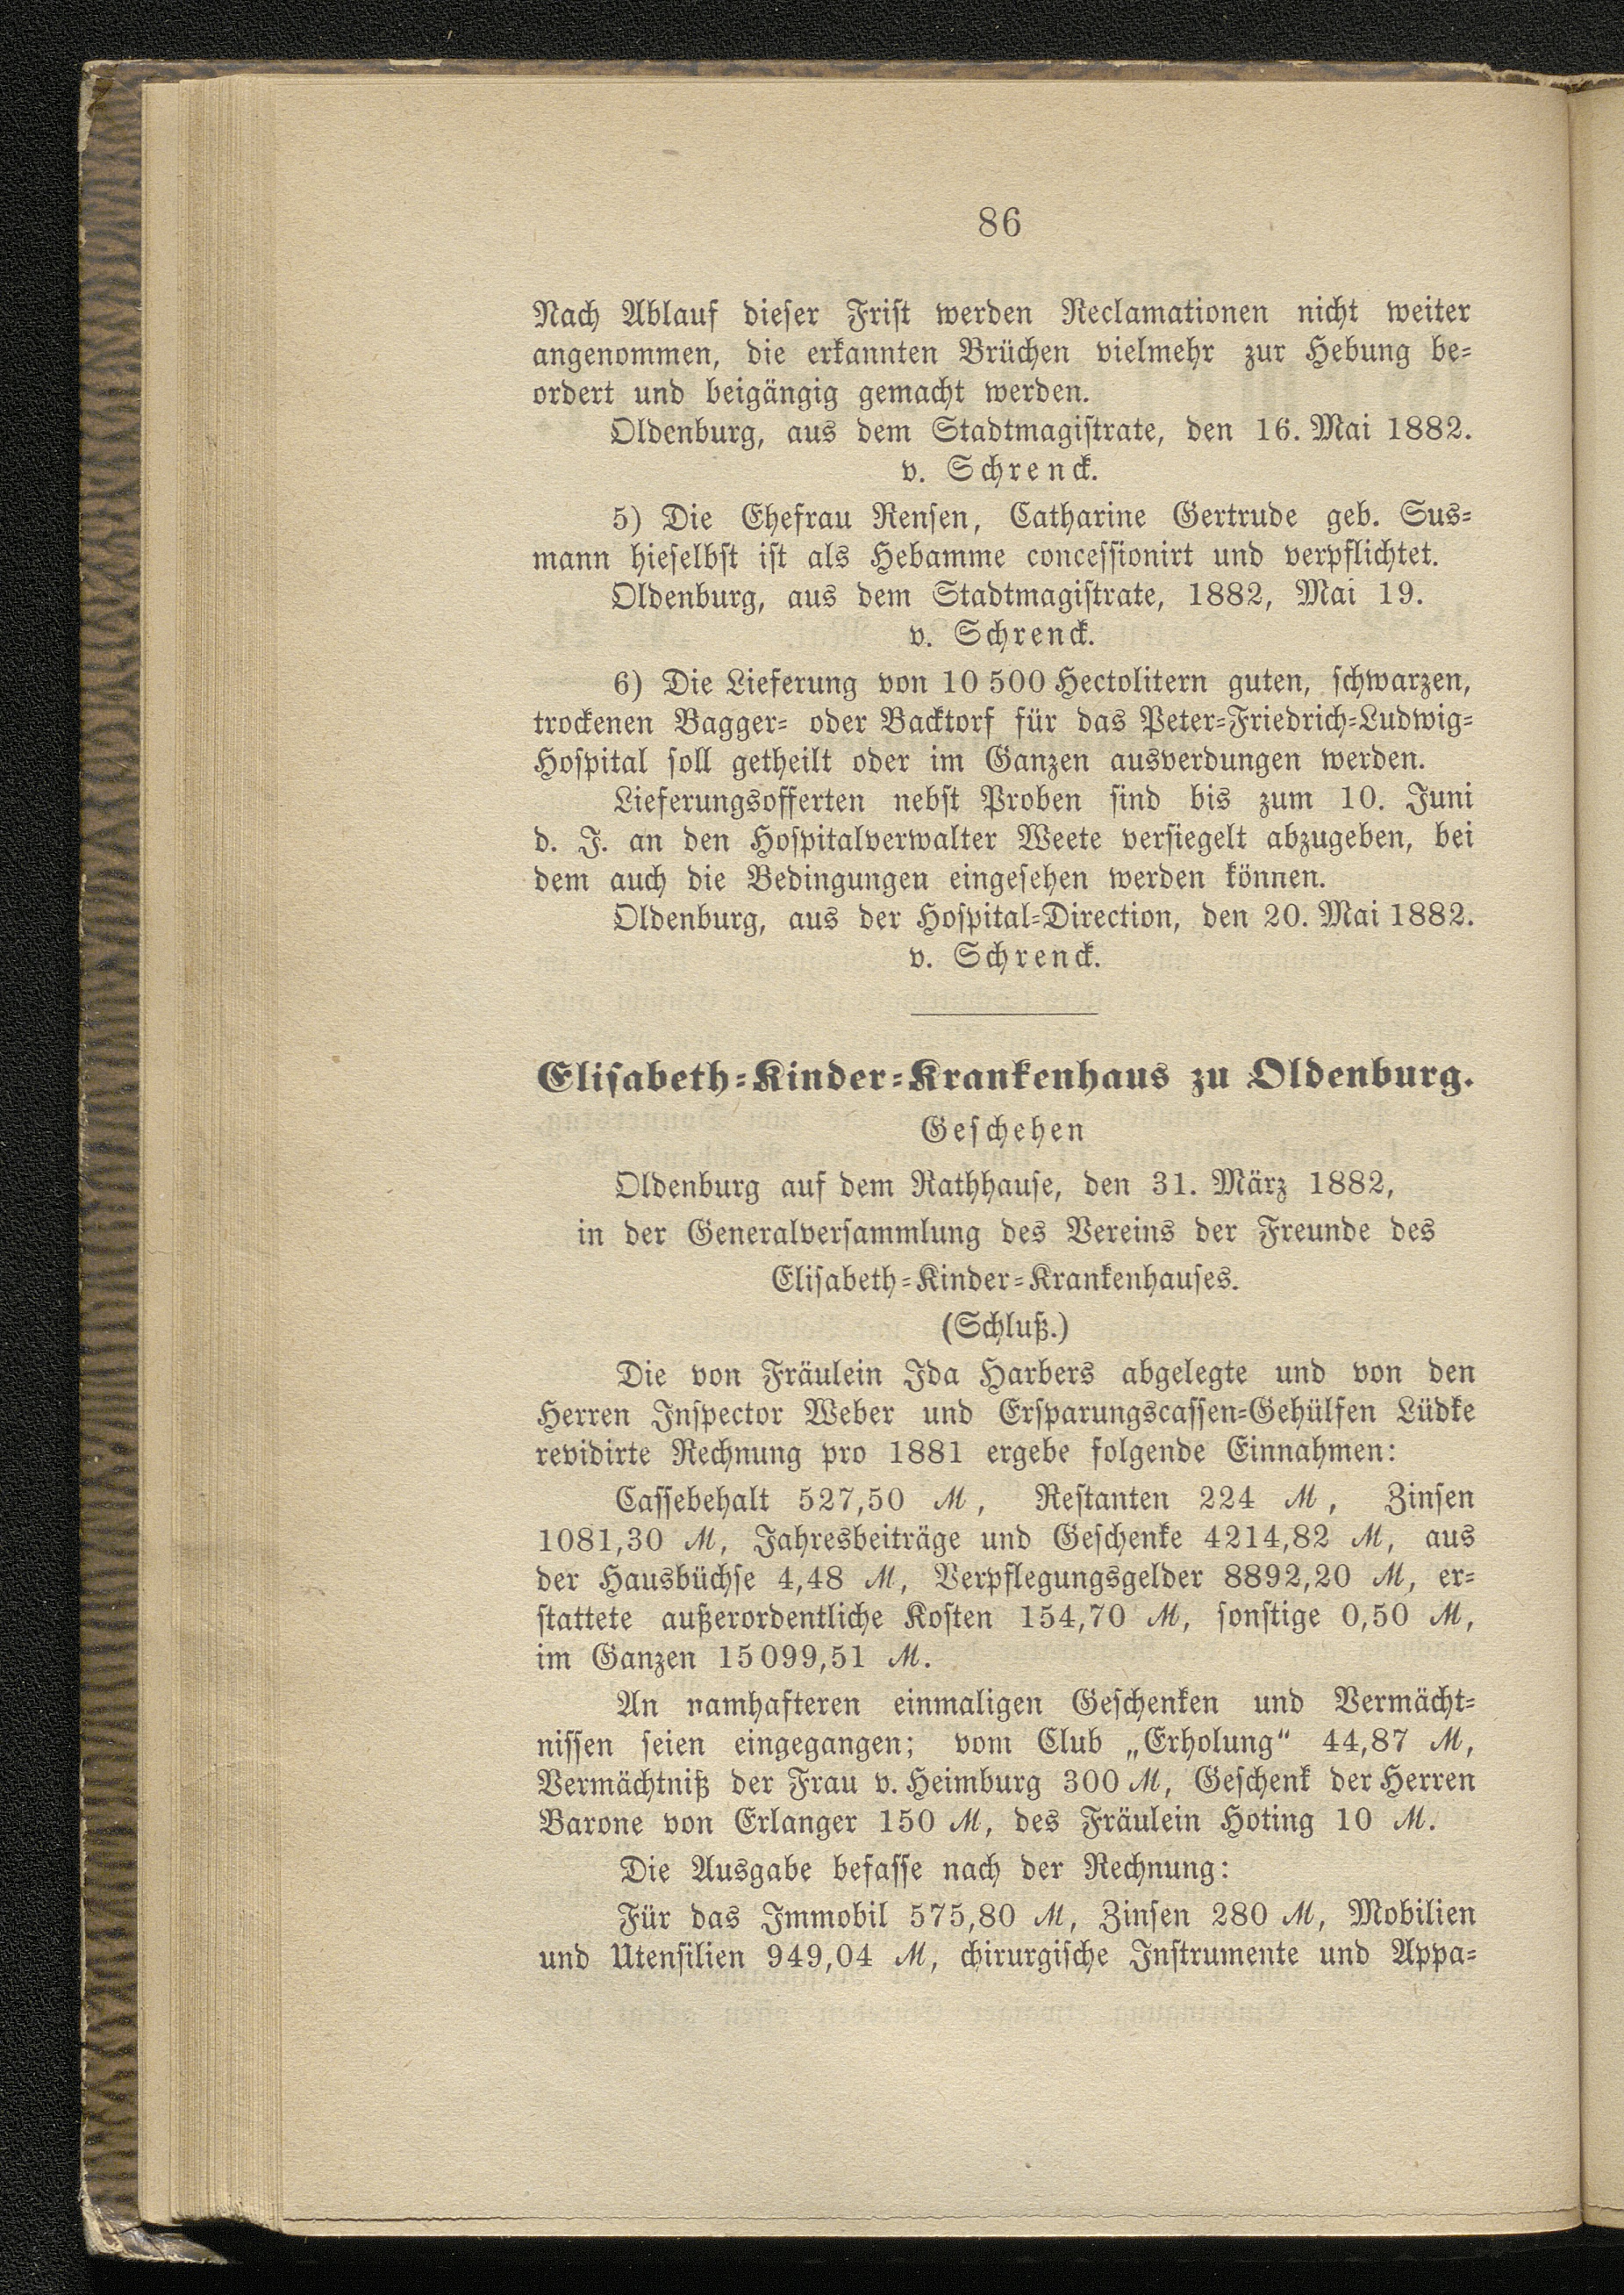 86
Nach Ablauf dieser Frist werden Reclamationen nicht weiter
angenommen, die erkannten Brüchen vielmehr zur Hebung be-
ordert und beigängig gemacht werden.
Oldenburg, aus dem Stadtmagistrate, den 16. Mai 1882.
v. Schrenck.
5) Die Ehefrau Rensen, Catharine Gertrude geb. Sus-
mann hieselbst ist als Hebamme concessionirt und verpflichtet.
Oldenburg, aus dem Stadtmagistrate, 1882, Mai 19.
v. Schrenck.
6) Die Lieferung von 10 500 Hectolitern guten, schwarzen,
trockenen Bagger- oder Backtorf für das Peter-Friedrich-Ludwig-
Hospital soll getheilt oder im Ganzen ausverdungen werden.
Lieferungsofferten nebst Proben sind bis zum 10. Juni
d. J. an den Hospitalverwalter Weete versiegelt abzugeben, bei
dem auch die Bedingungen eingesehen werden können.
Oldenburg, aus der Hospital-Direction, den 20. Mai 1882.
v. Schrenck.
Elisabeth-Kinder-Krankenhaus zu Oldenburg.
Geschehen
Oldenburg auf dem Rathhause, den 31. März 1882,
in der Generalversammlung des Vereins der Freunde des
Elisabeth-Kinder-Krankenhauses.
(Schluß.)
Die von Fräulein Ida Harbers abgelegte und von den
Herren Inspector Weber und Ersparungscassen-Gehülfen Lüdke
revidirte Rechnung pro 1881 ergebe folgende Einnahmen:
Cassebehalt 527,50 ℳ, Restanten 224 ℳ, Zinsen
1081,30 ℳ, Jahresbeiträge und Geschenke 4214,82 ℳ, aus
der Hausbüchse 4,48 ℳ, Verpflegungsgelder 8892,20 ℳ, er-
stattete außerordentliche Kosten 154,70 ℳ, sonstige 0,50 ℳ,
im Ganzen 15099,51 ℳ.
An namhafteren einmaligen Geschenken und Vermächt-
nissen seien eingegangen; vom Club „Erholung“ 44,87 ℳ,
Vermächtniß der Frau v. Heimburg 300 ℳ, Geschenk der Herren
Barone von Erlanger 150 ℳ, des Fräulein Hoting 10 ℳ.
Die Ausgabe befasse nach der Rechnung:
Für das Immobil 575,80 ℳ, Zinsen 280 ℳ, Mobilien
und Utensilien 949,04 ℳ, chirurgische Instrumente und Appa-